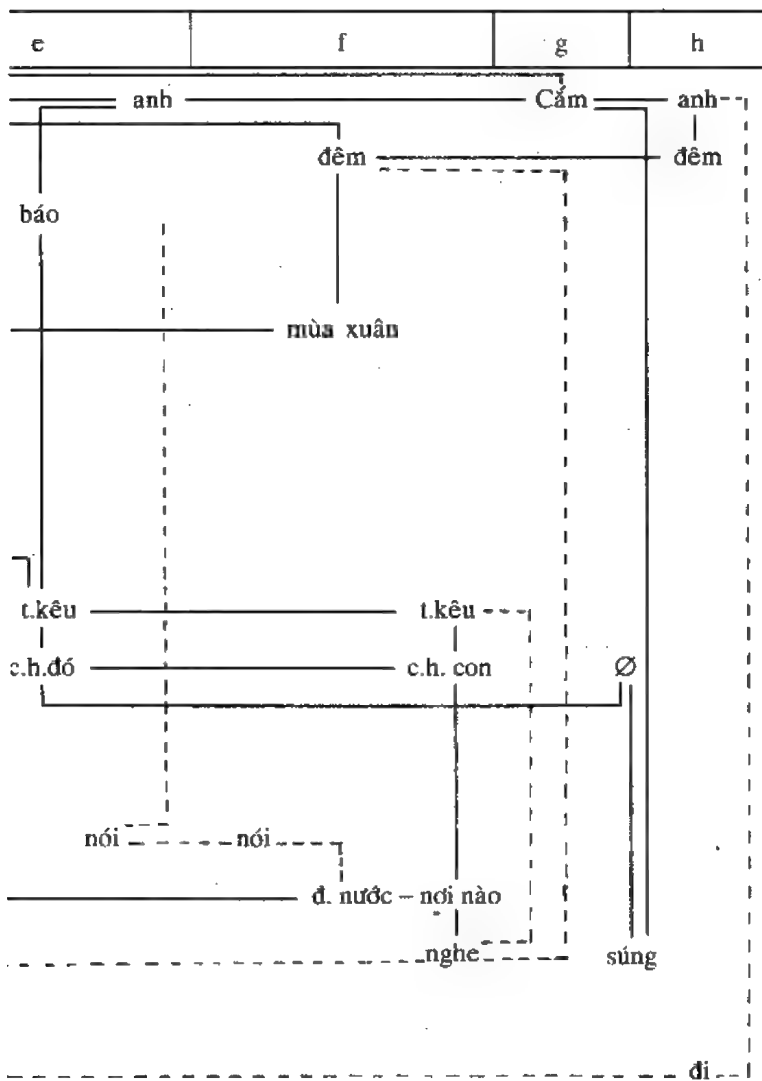 e f g h
anh Cắm anh
đêm đêm
báo
mùa xuân
t.kêu t.kêu
c.h.đó c.h. con Ø
nói nói
đ. nước – nơi nào
nghe súng
đi